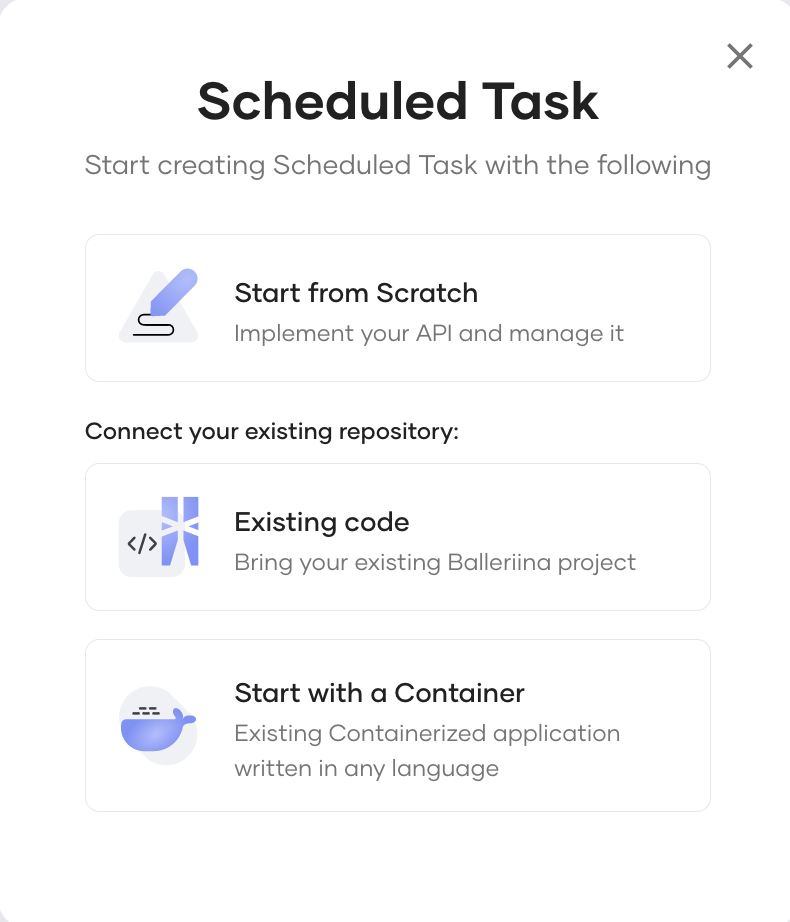 Scheduled Task
Start creating Scheduled Task with the following
Start from Scratch
Implement your API and manage it
Connect your existing repository:
</>
Existing code
Bring your existing Balleriina project
Start with a Container
Existing Containerized application
written in any language